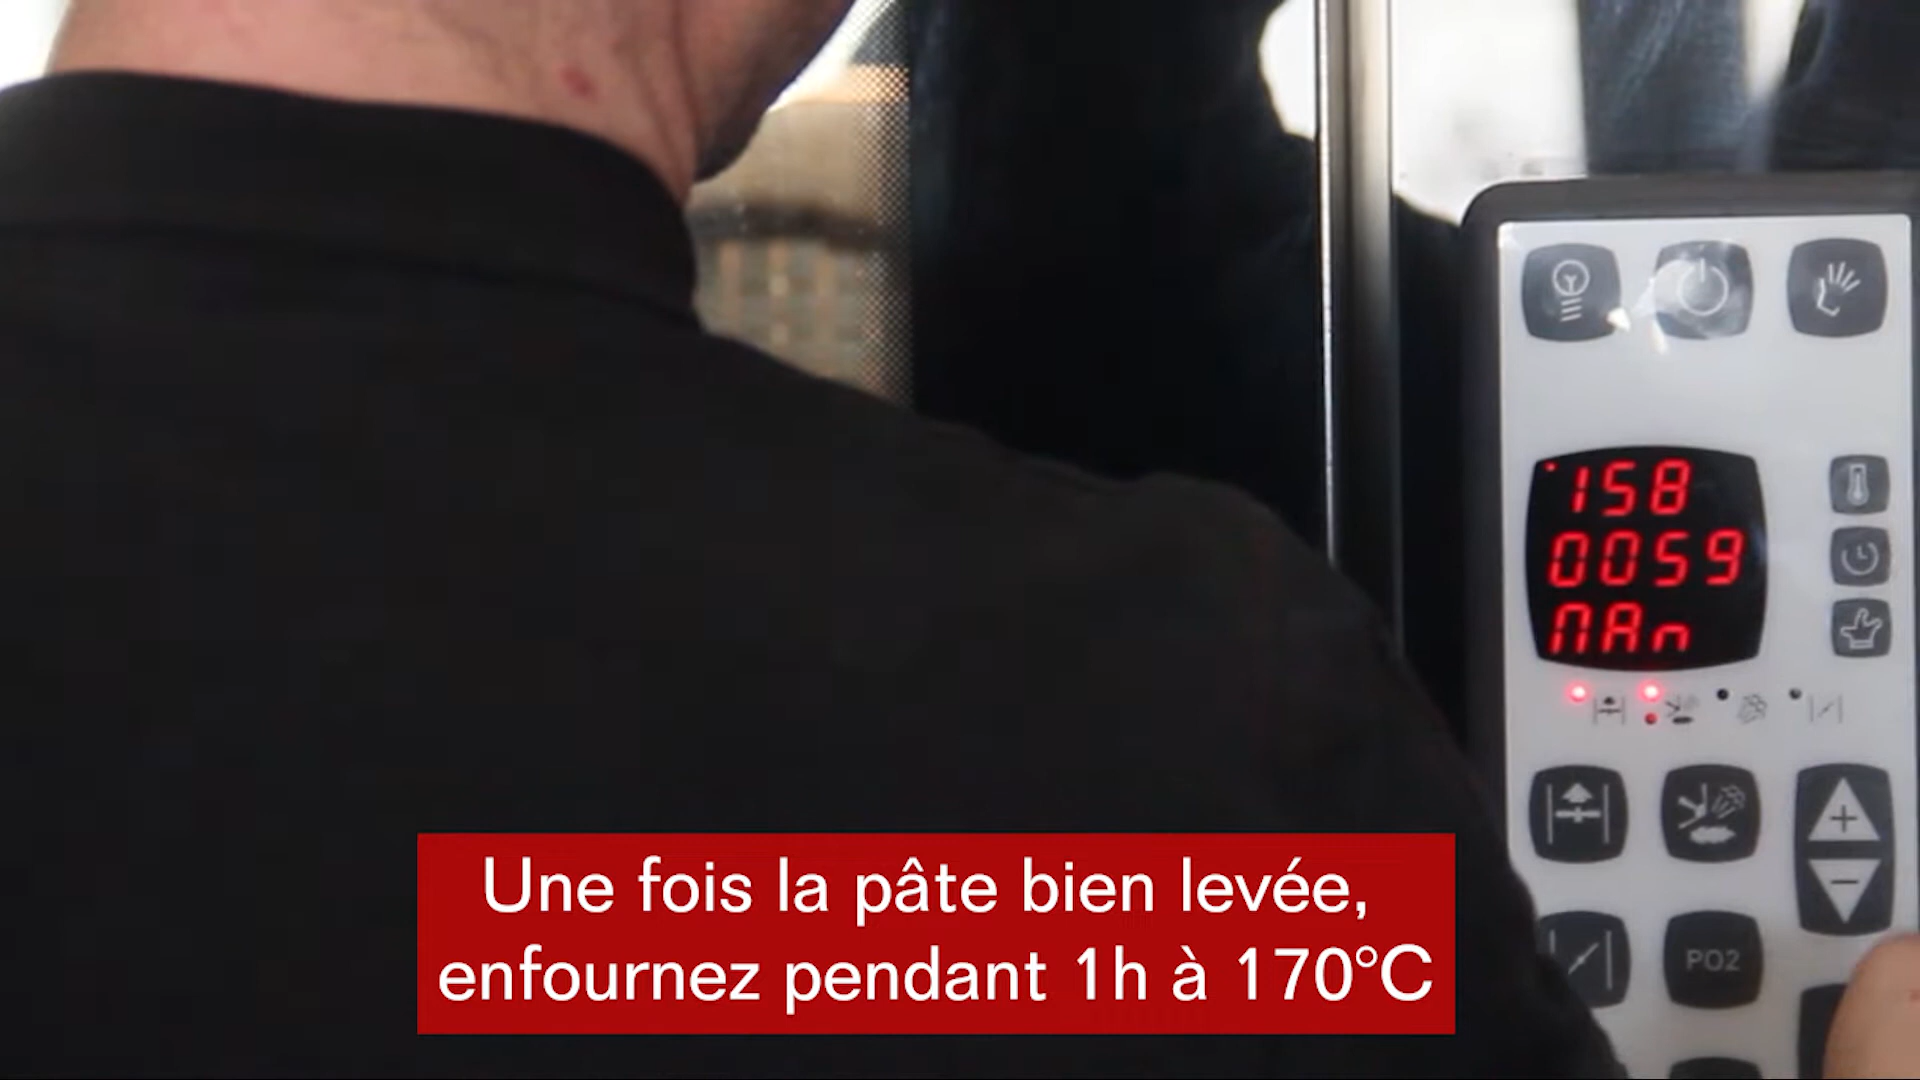 158
0059
MAn
PO2
Une fois la pâte bien levée,
enfournez pendant 1h à 170°C